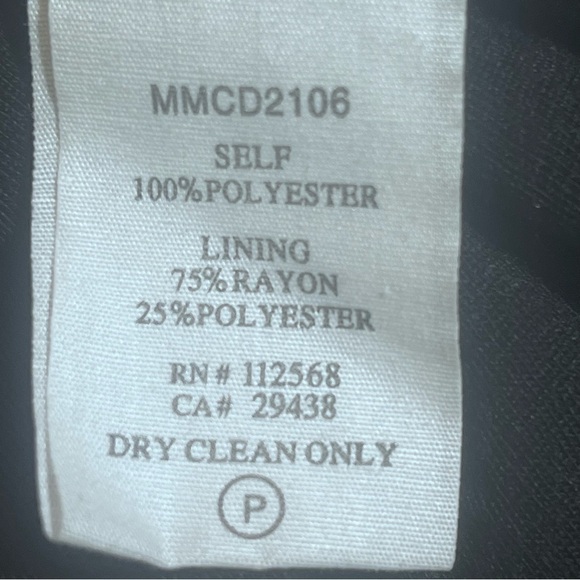 MMCD2106
SELF
100%POLYESTER
LINING
75%RAYON
25%POLYESTER
RN# 112568
CA# 29438
DRY CLEAN ONLY
P